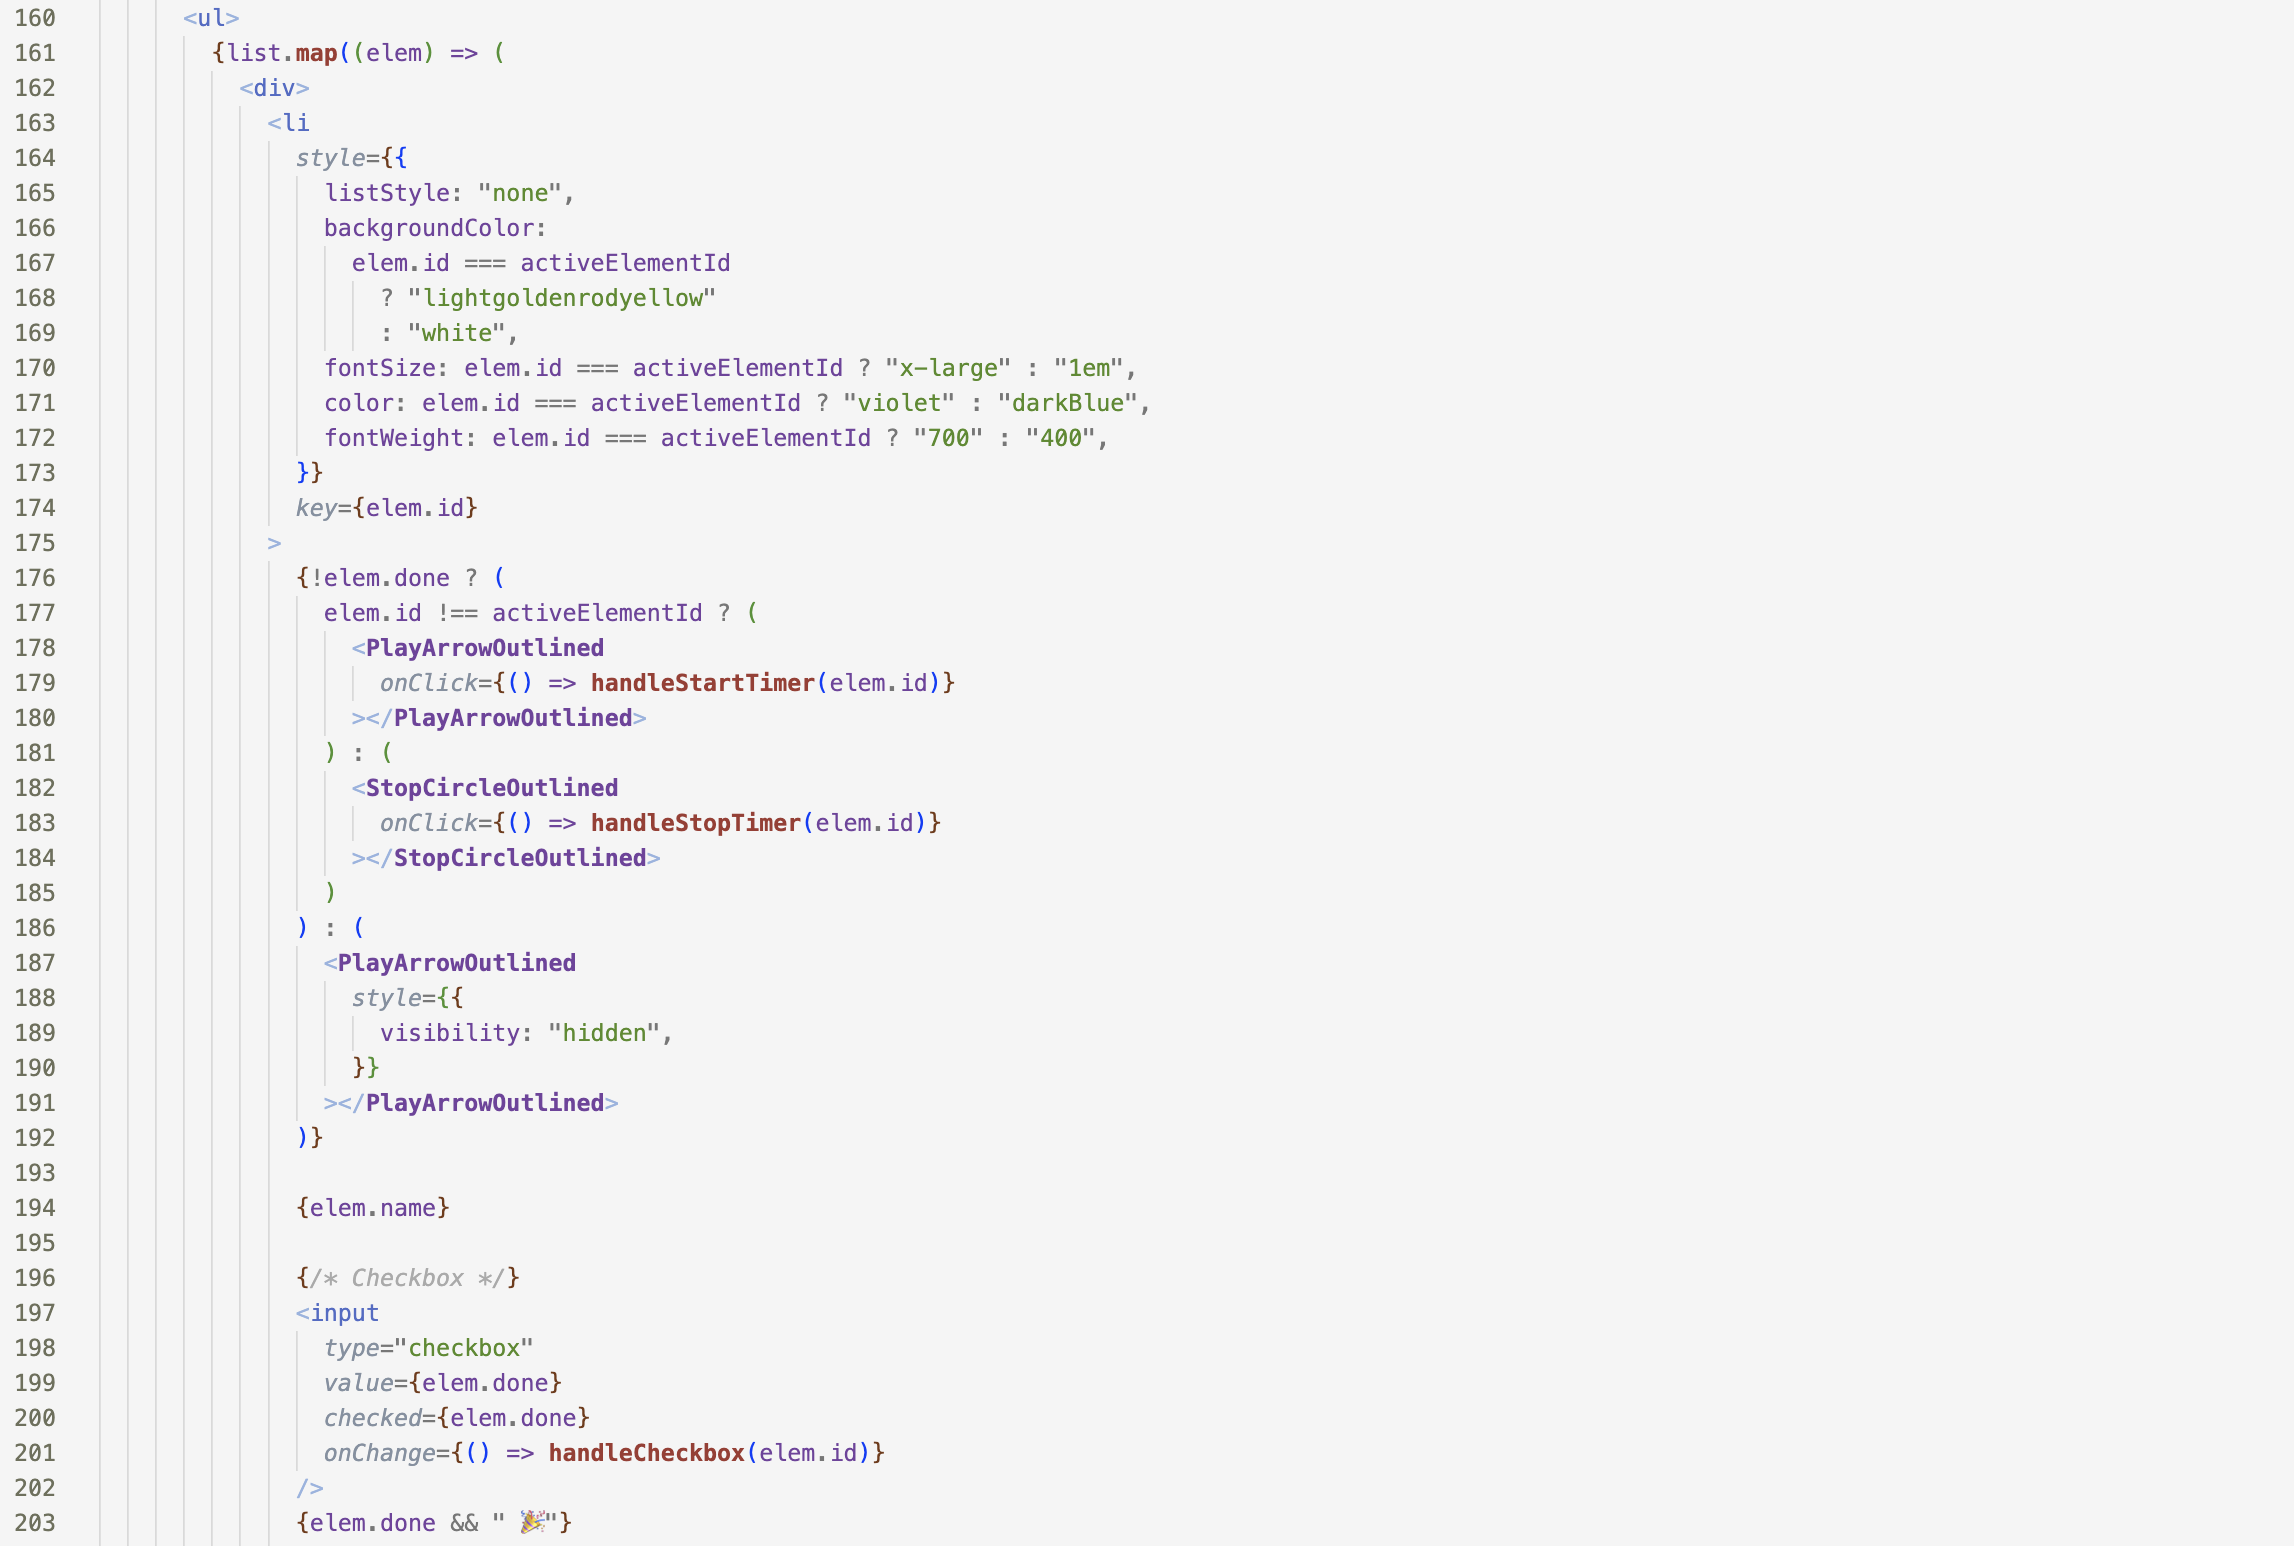 160 <ul>
161 {list.map((elem) => (
162 <div>
163 <li
164 style={{
165 listStyle: "none",
166 backgroundColor:
167 elem.id === activeElementId
168 ? "lightgoldenrodyellow"
169 : "white",
170 fontSize: elem.id === activeElementId ? "x-large" : "1em",
171 color: elem.id === activeElementId ? "violet" : "darkBlue",
172 fontWeight: elem.id === activeElementId ? "700" : "400",
173 }}
174 key={elem.id}
175 >
176 {!elem.done ? (
177 elem.id !== activeElementId ? (
178 <PlayArrowOutlined
179 onClick={() => handleStartTimer(elem.id)}
180 ></PlayArrowOutlined>
181 ) : (
182 <StopCircleOutlined
183 onClick={() => handleStopTimer(elem.id)}
184 ></StopCircleOutlined>
185 )
186 ) : (
187 <PlayArrowOutlined
188 style={{
189 visibility: "hidden",
190 }}
191 ></PlayArrowOutlined>
192 )}
193
194 {elem.name}
195
196 {/* Checkbox */}
197 <input
198 type="checkbox"
199 value={elem.done}
200 checked={elem.done}
201 onChange={() => handleCheckbox(elem.id)}
202 />
203 {elem.done && " 🎉"}